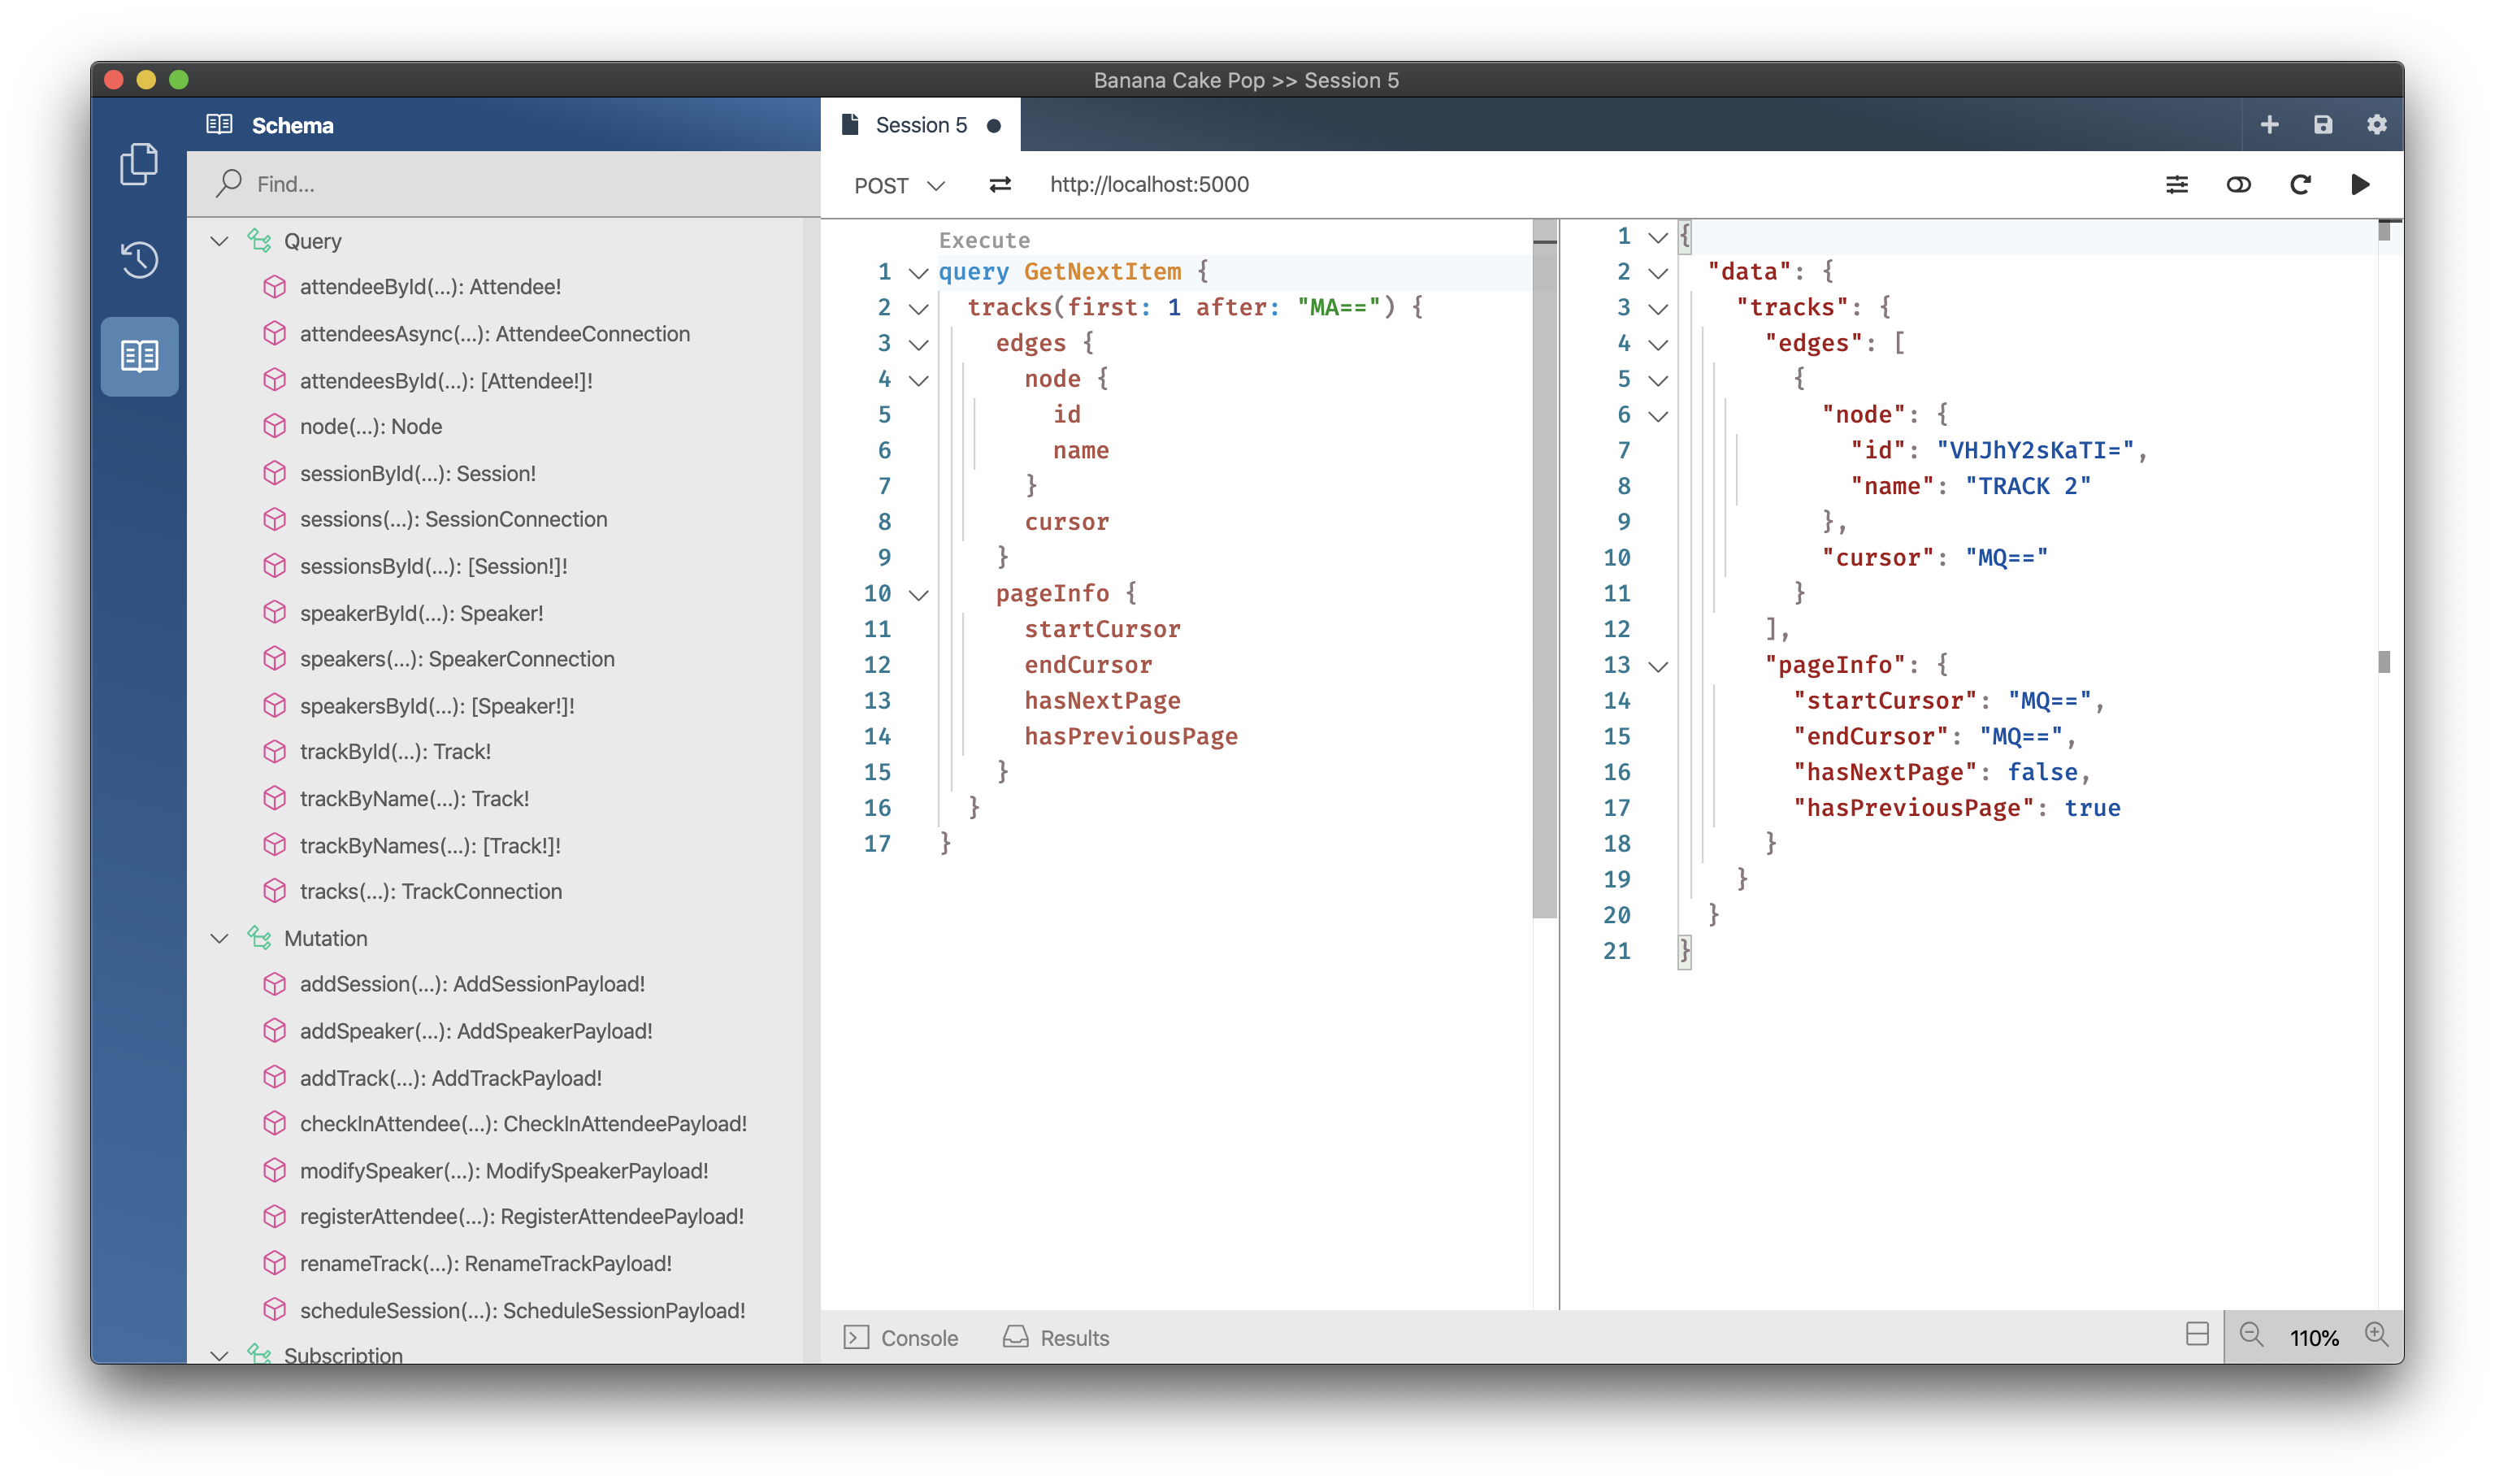 Banana Cake Pop >> Session 5
Schema
Session 5
Find...
POST
http://localhost:5000
Query
attendeeById(...): Attendee!
attendeesAsync(...): AttendeeConnection
attendeesById(...): [Attendee!]!
node(...): Node
sessionById(...): Session!
sessions(...): SessionConnection
sessionsById(...): [Session!]!
speakerById(...): Speaker!
speakers(...): SpeakerConnection
speakersById(...): [Speaker!]!
trackById(...): Track!
trackByName(...): Track!
trackByNames(...): [Track!]!
tracks(...): TrackConnection
Mutation
addSession(...): AddSessionPayload!
addSpeaker(...): AddSpeakerPayload!
addTrack(...): AddTrackPayload!
checkInAttendee(...): CheckInAttendeePayload!
modifySpeaker(...): ModifySpeakerPayload!
registerAttendee(...): RegisterAttendeePayload!
renameTrack(...): RenameTrackPayload!
scheduleSession(...): ScheduleSessionPayload!
Subscription
Execute
1 query GetNextItem {
2 tracks(first: 1 after: "MA==") {
3 edges {
4 node {
5 id
6 name
7 }
8 cursor
9 }
10 pageInfo {
11 startCursor
12 endCursor
13 hasNextPage
14 hasPreviousPage
15 }
16 }
17 }
1 {
2 "data": {
3 "tracks": {
4 "edges": [
5 {
6 "node": {
7 "id": "VHJhY2sKaTI=",
8 "name": "TRACK 2"
9 },
10 "cursor": "MQ=="
11 }
12 ],
13 "pageInfo": {
14 "startCursor": "MQ==",
15 "endCursor": "MQ==",
16 "hasNextPage": false,
17 "hasPreviousPage": true
18 }
19 }
20 }
21 }
Console
Results
110%